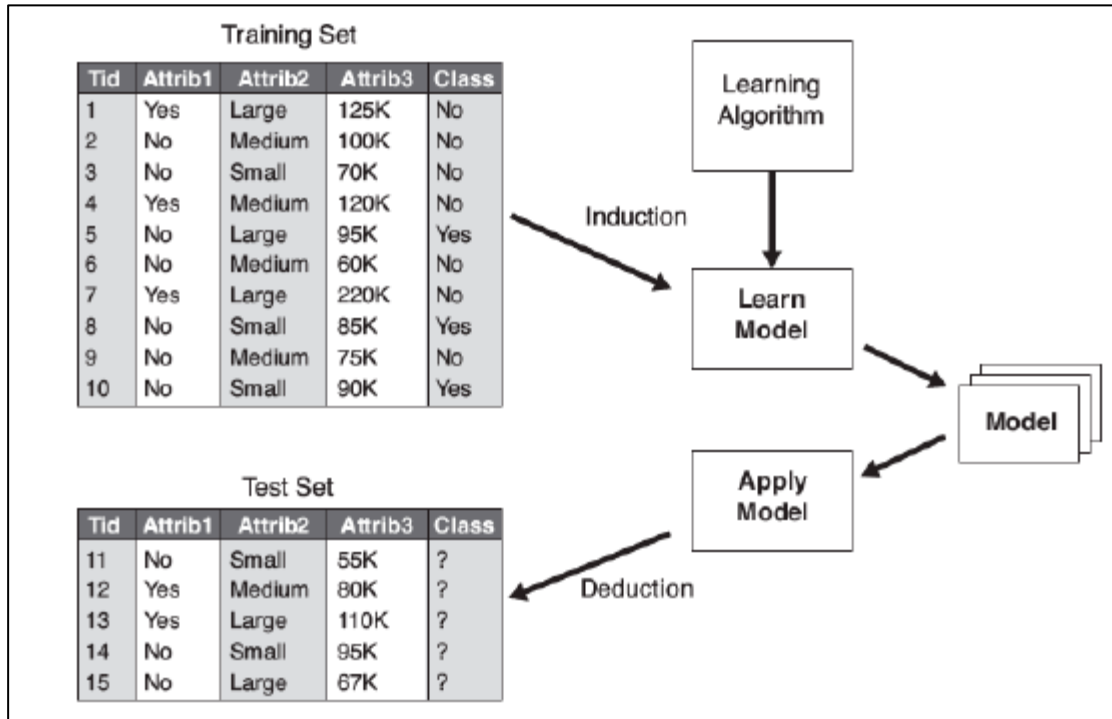 Training Set
Tid Attrib1 Attrib2 Attrib3 Class
1 Yes Large 125K No
2 No Medium 100K No
3 No Small 70K No
4 Yes Medium 120K No
5 No Large 95K Yes
6 No Medium 60K No
7 Yes Large 220K No
8 No Small 85K Yes
9 No Medium 75K No
10 No Small 90K Yes
Learning
Algorithm
Induction
Learn
Model
Model
Apply
Model
Deduction
Test Set
Tid Attrib1 Attrib2 Attrib3 Class
11 No Small 55K ?
12 Yes Medium 80K ?
13 Yes Large 110K ?
14 No Small 95K ?
15 No Large 67K ?